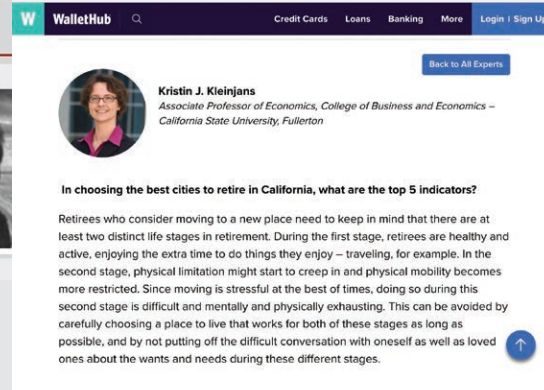 W WalletHub Credit Cards Loans Banking More Login | Sign Up
Back to All Experts
Kristin J. Kleinjans
Associate Professor of Economics, College of Business and Economics –
California State University, Fullerton
In choosing the best cities to retire in California, what are the top 5 indicators?
Retirees who consider moving to a new place need to keep in mind that there are at
least two distinct life stages in retirement. During the first stage, retirees are healthy and
active, enjoying the extra time to do things they enjoy – traveling, for example. In the
second stage, physical limitation might start to creep in and physical mobility becomes
more restricted. Since moving is stressful at the best of times, doing so during this
second stage is difficult and mentally and physically exhausting. This can be avoided by
carefully choosing a place to live that works for both of these stages as long as
possible, and by not putting off the difficult conversation with oneself as well as loved
ones about the wants and needs during these different stages.